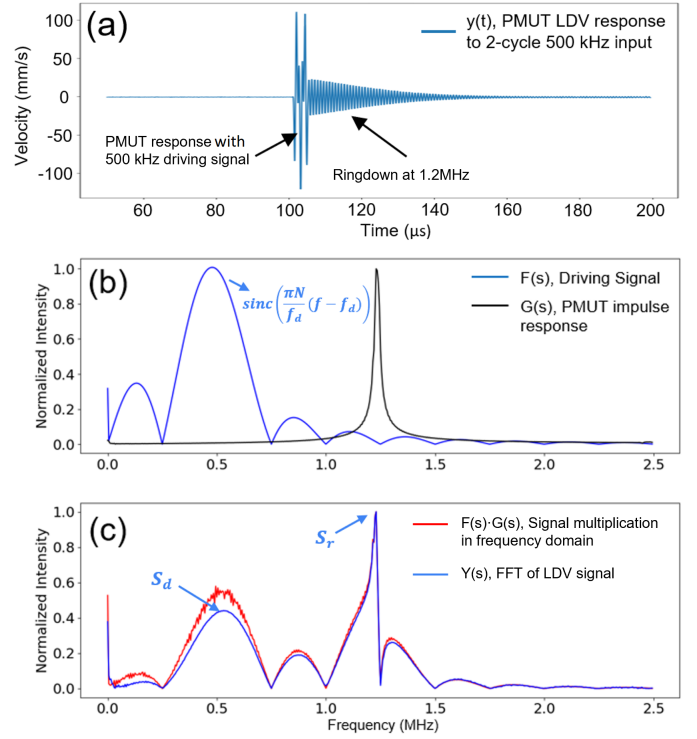 (a)
y(t), PMUT LDV response
to 2-cycle 500 kHz input
100
50
0
-50
-100
Velocity (mm/s)
PMUT response with
500 kHz driving signal
Ringdown at 1.2MHz
60 80 100 120 140 160 180 200
Time (μs)
(b)
1.0
0.8
0.6
0.4
0.2
0.0
Normalized Intensity
sinc(πN/f_d (f − f_d))
F(s), Driving Signal
G(s), PMUT impulse
response
0.0 0.5 1.0 1.5 2.0 2.5
(c)
1.0
0.8
0.6
0.4
0.2
0.0
Normalized Intensity
S_d
S_r
F(s)·G(s), Signal multiplication
in frequency domain
Y(s), FFT of LDV signal
0.0 0.5 1.0 1.5 2.0 2.5
Frequency (MHz)